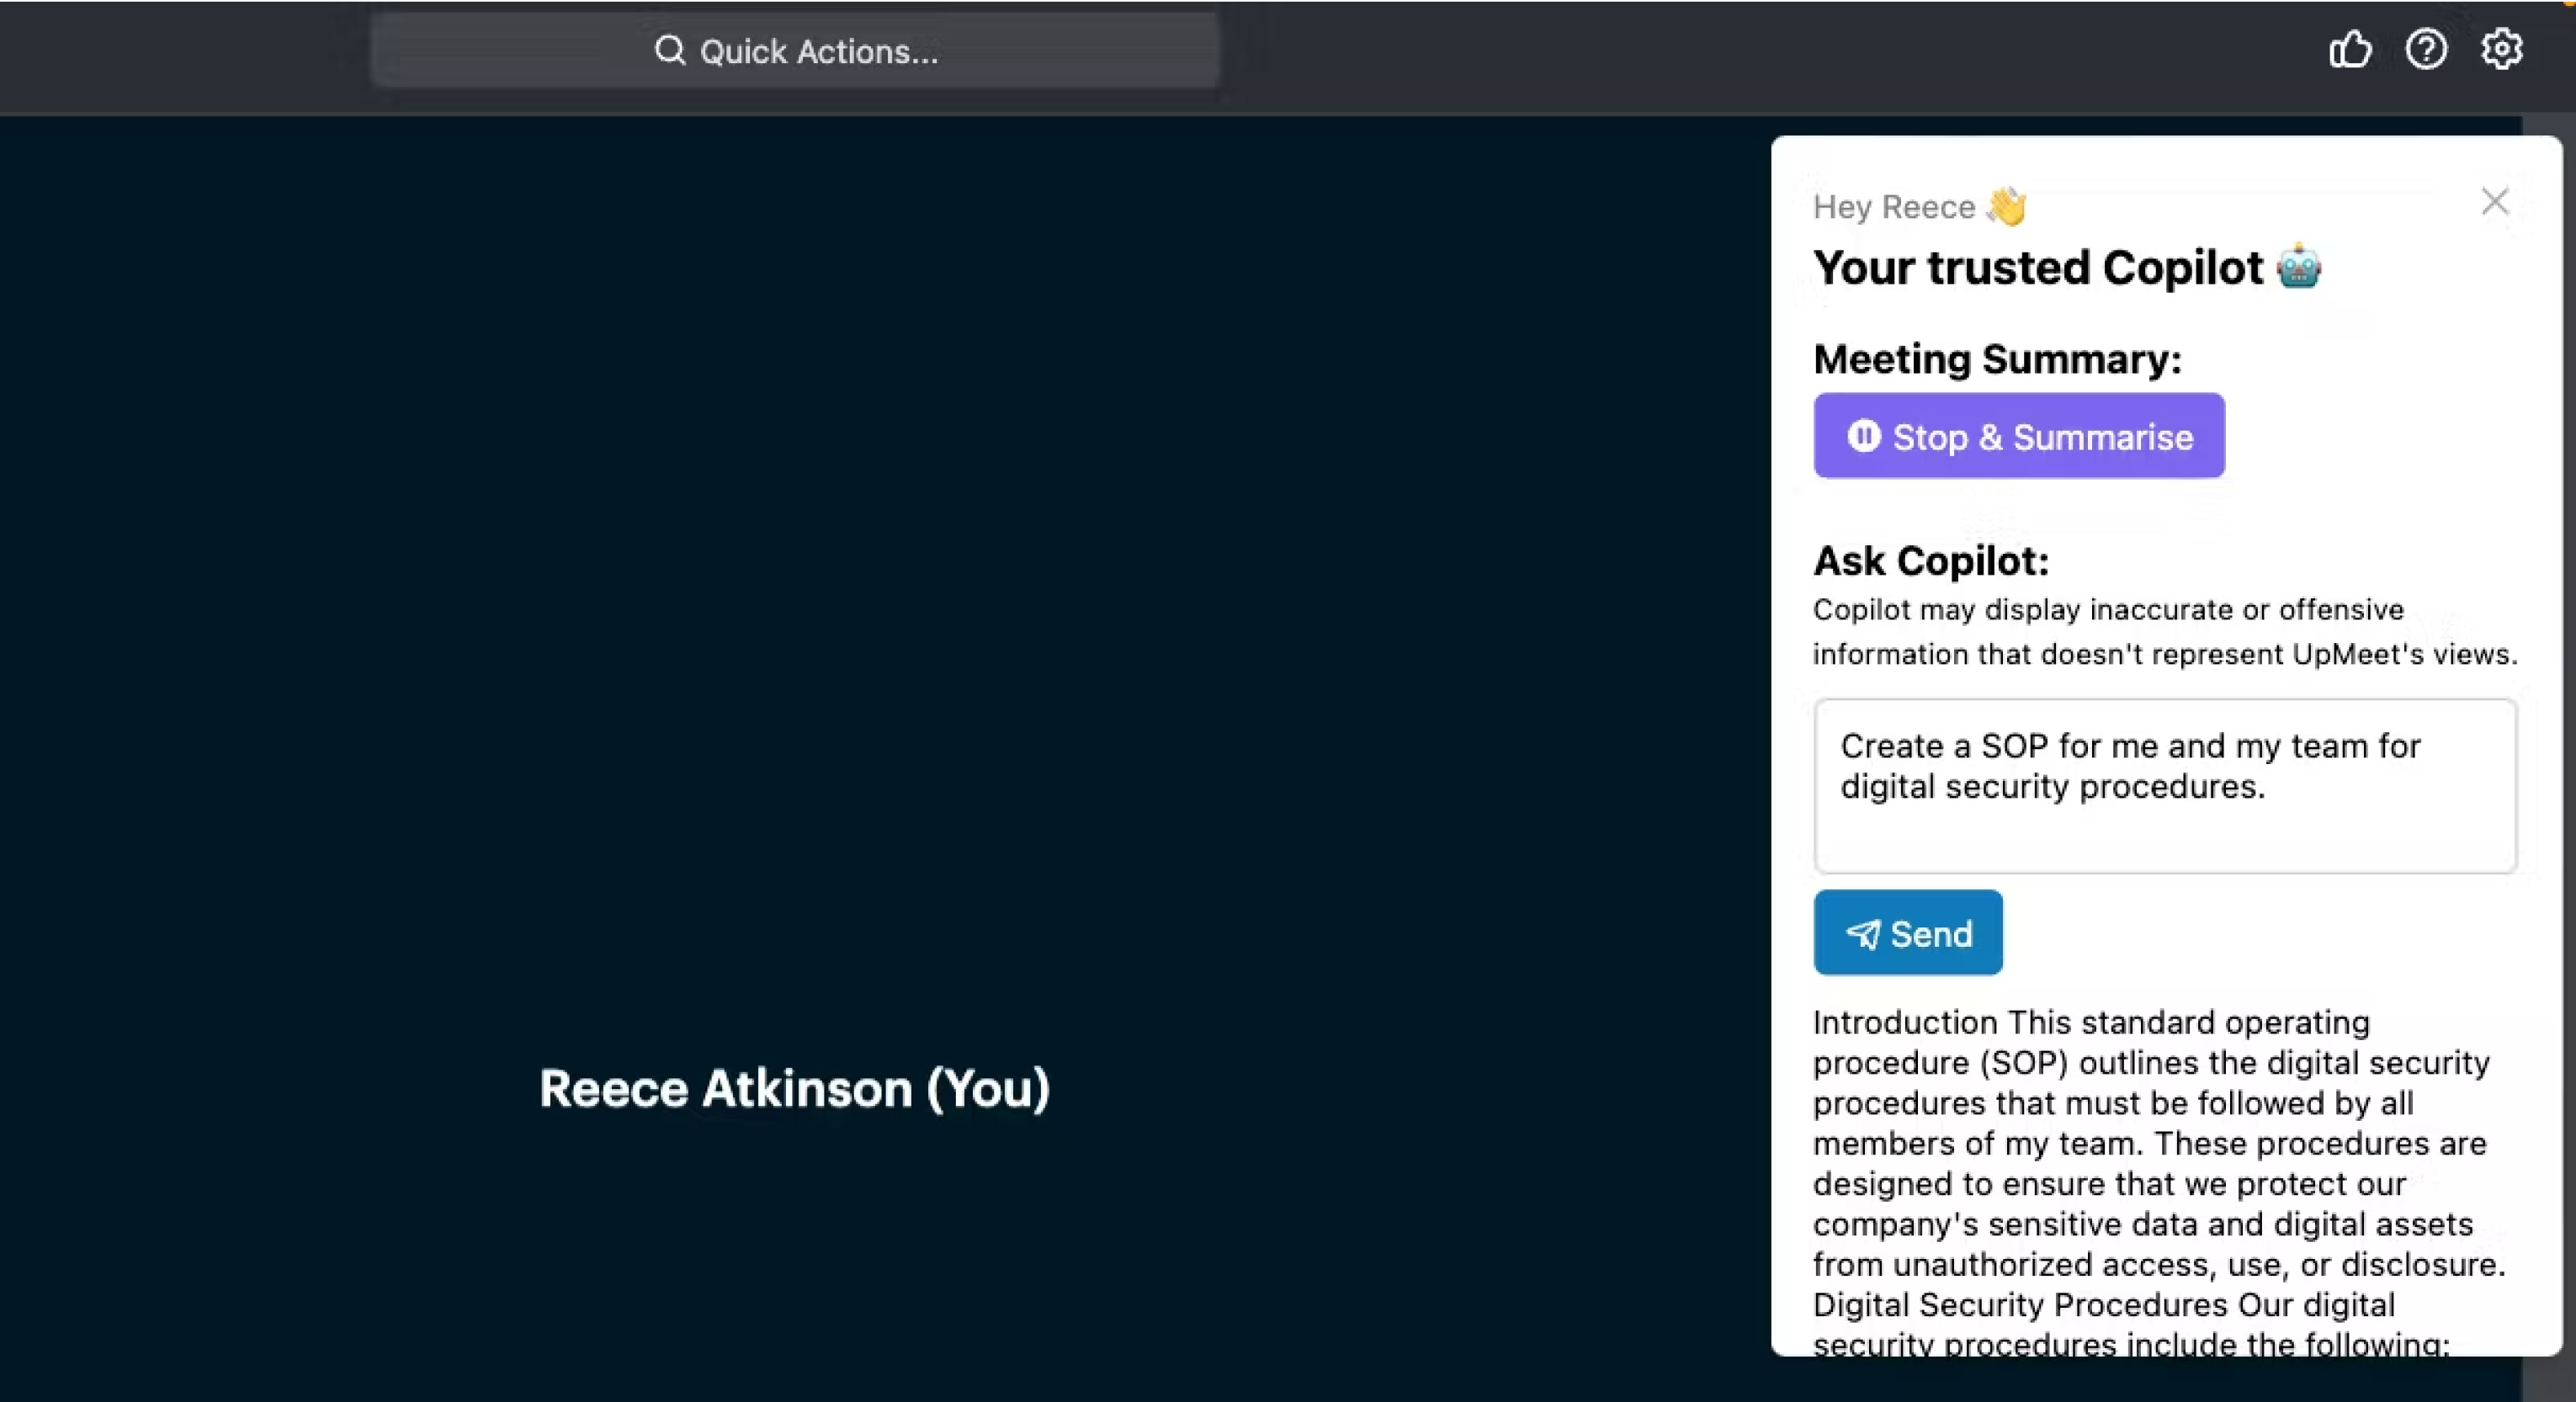 Quick Actions...
Hey Reece 👋
Your trusted Copilot 🤖
Meeting Summary:
Stop & Summarise
Ask Copilot:
Copilot may display inaccurate or offensive
information that doesn't represent UpMeet's views.
Create a SOP for me and my team for
digital security procedures.
Send
Introduction This standard operating
procedure (SOP) outlines the digital security
procedures that must be followed by all
members of my team. These procedures are
designed to ensure that we protect our
company's sensitive data and digital assets
from unauthorized access, use, or disclosure.
Digital Security Procedures Our digital
security procedures include the following:
Reece Atkinson (You)